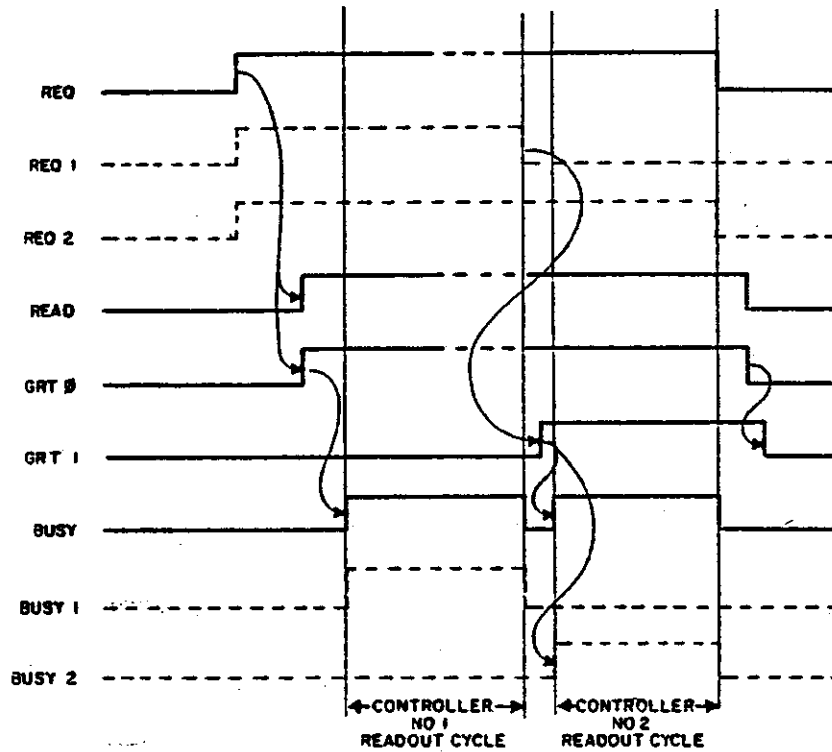 REQ
REQ 1
REQ 2
READ
GRT Ø
GRT 1
BUSY
BUSY 1
BUSY 2
CONTROLLER
NO 1
READOUT CYCLE
CONTROLLER
NO 2
READOUT CYCLE